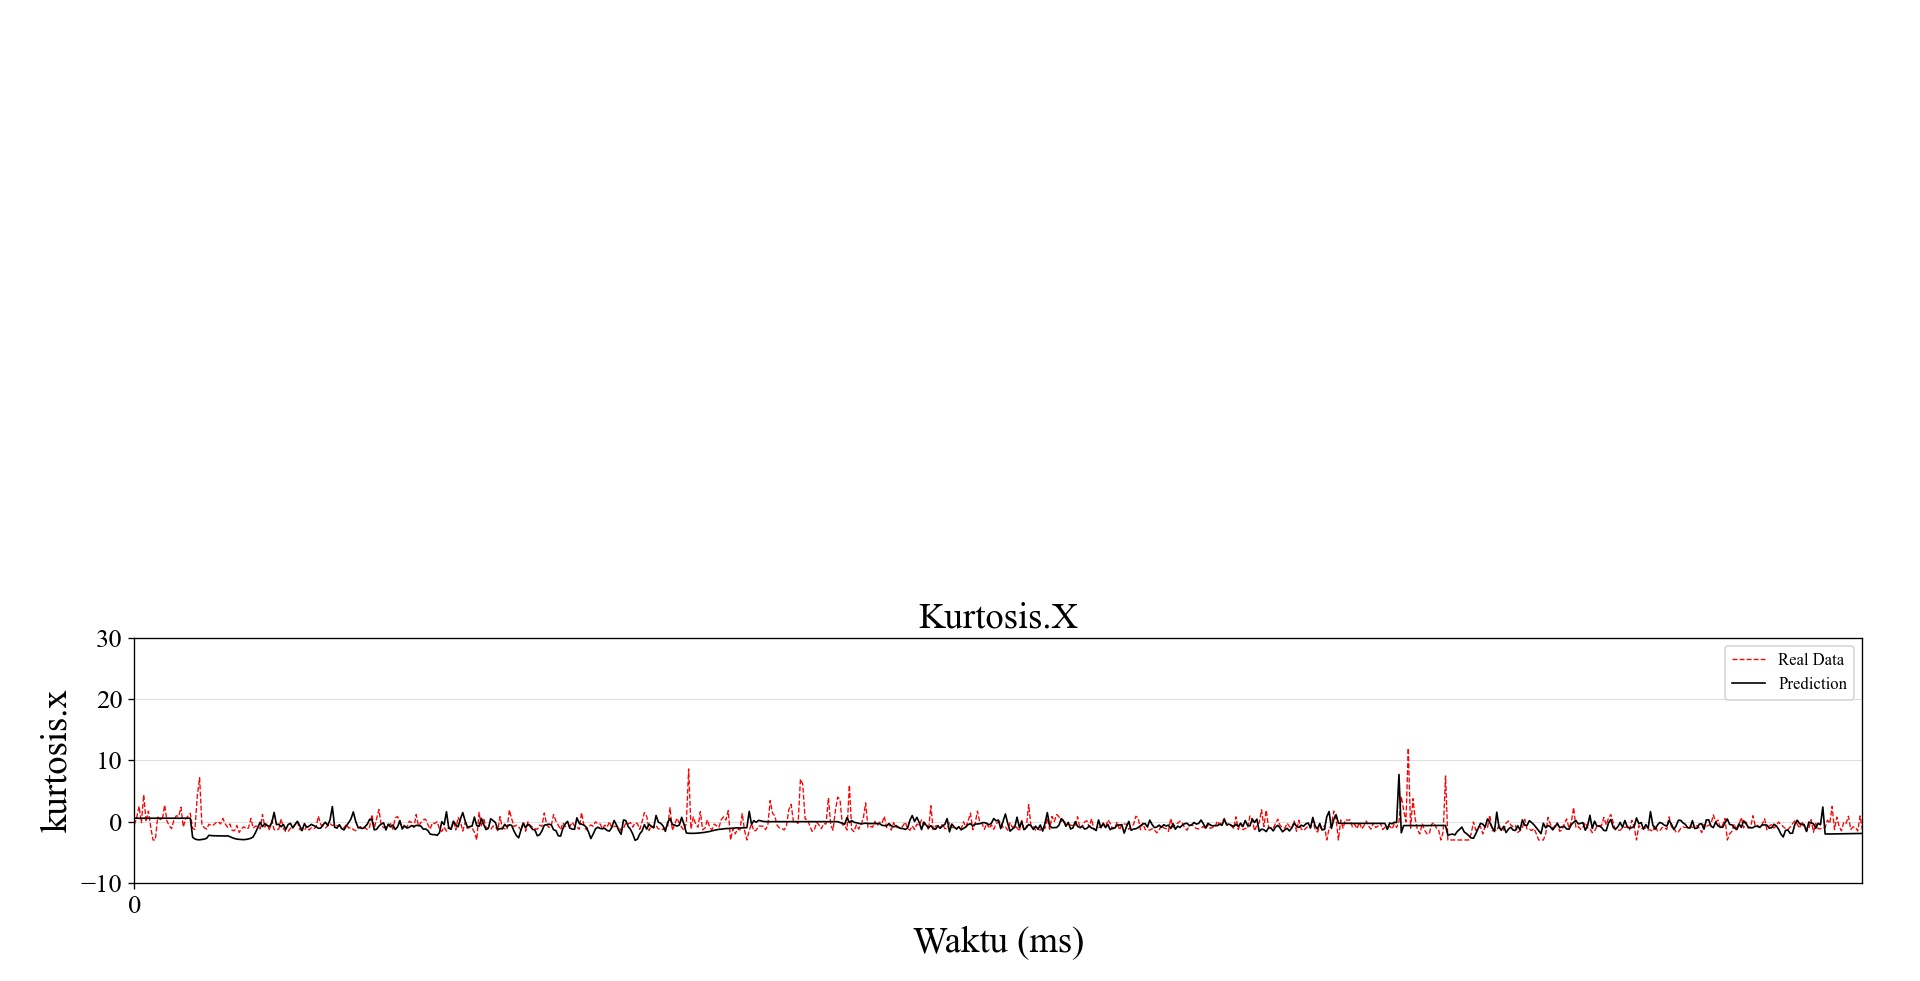 Kurtosis.X
30
20
10
0
−10
kurtosis.x
Real Data
Prediction
0
Waktu (ms)